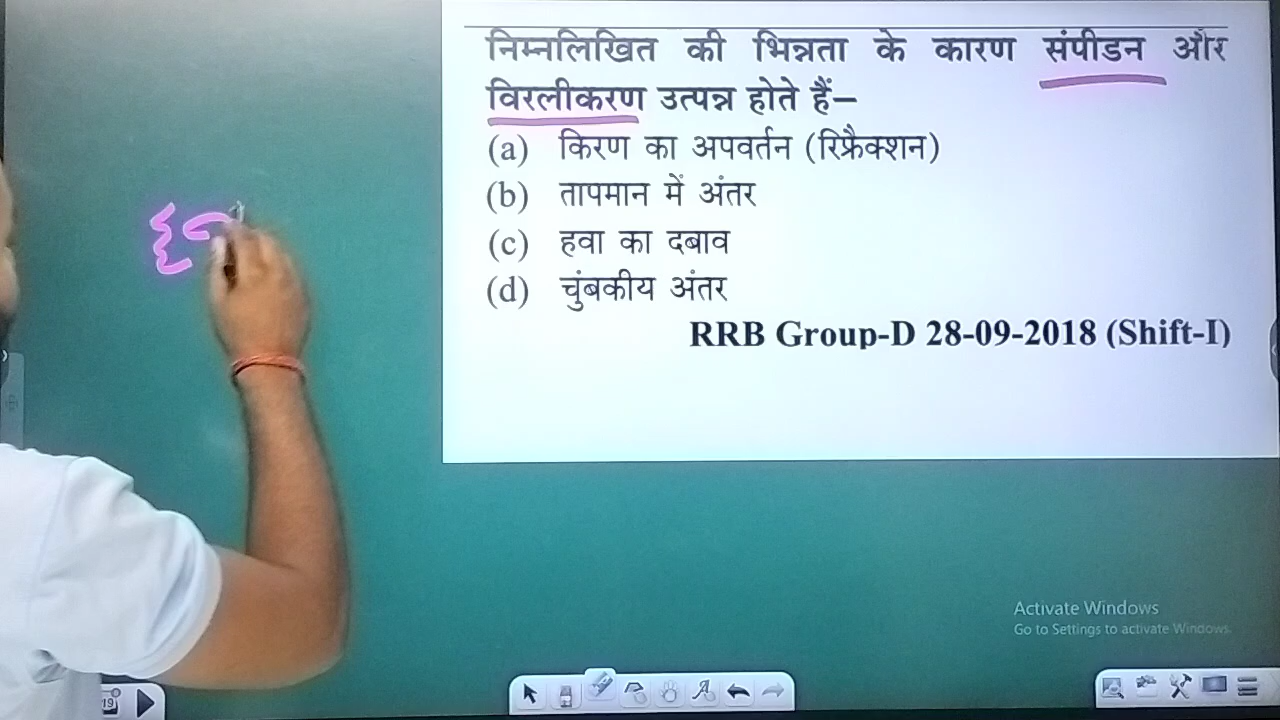 निम्नलिखित की भिन्नता के कारण संपीडन और
विरलीकरण उत्पन्न होते हैं–
(a) किरण का अपवर्तन (रिफ्रैक्शन)
(b) तापमान में अंतर
(c) हवा का दबाव
(d) चुंबकीय अंतर
RRB Group-D 28-09-2018 (Shift-I)
Activate Windows
Go to Settings to activate Windows.
19